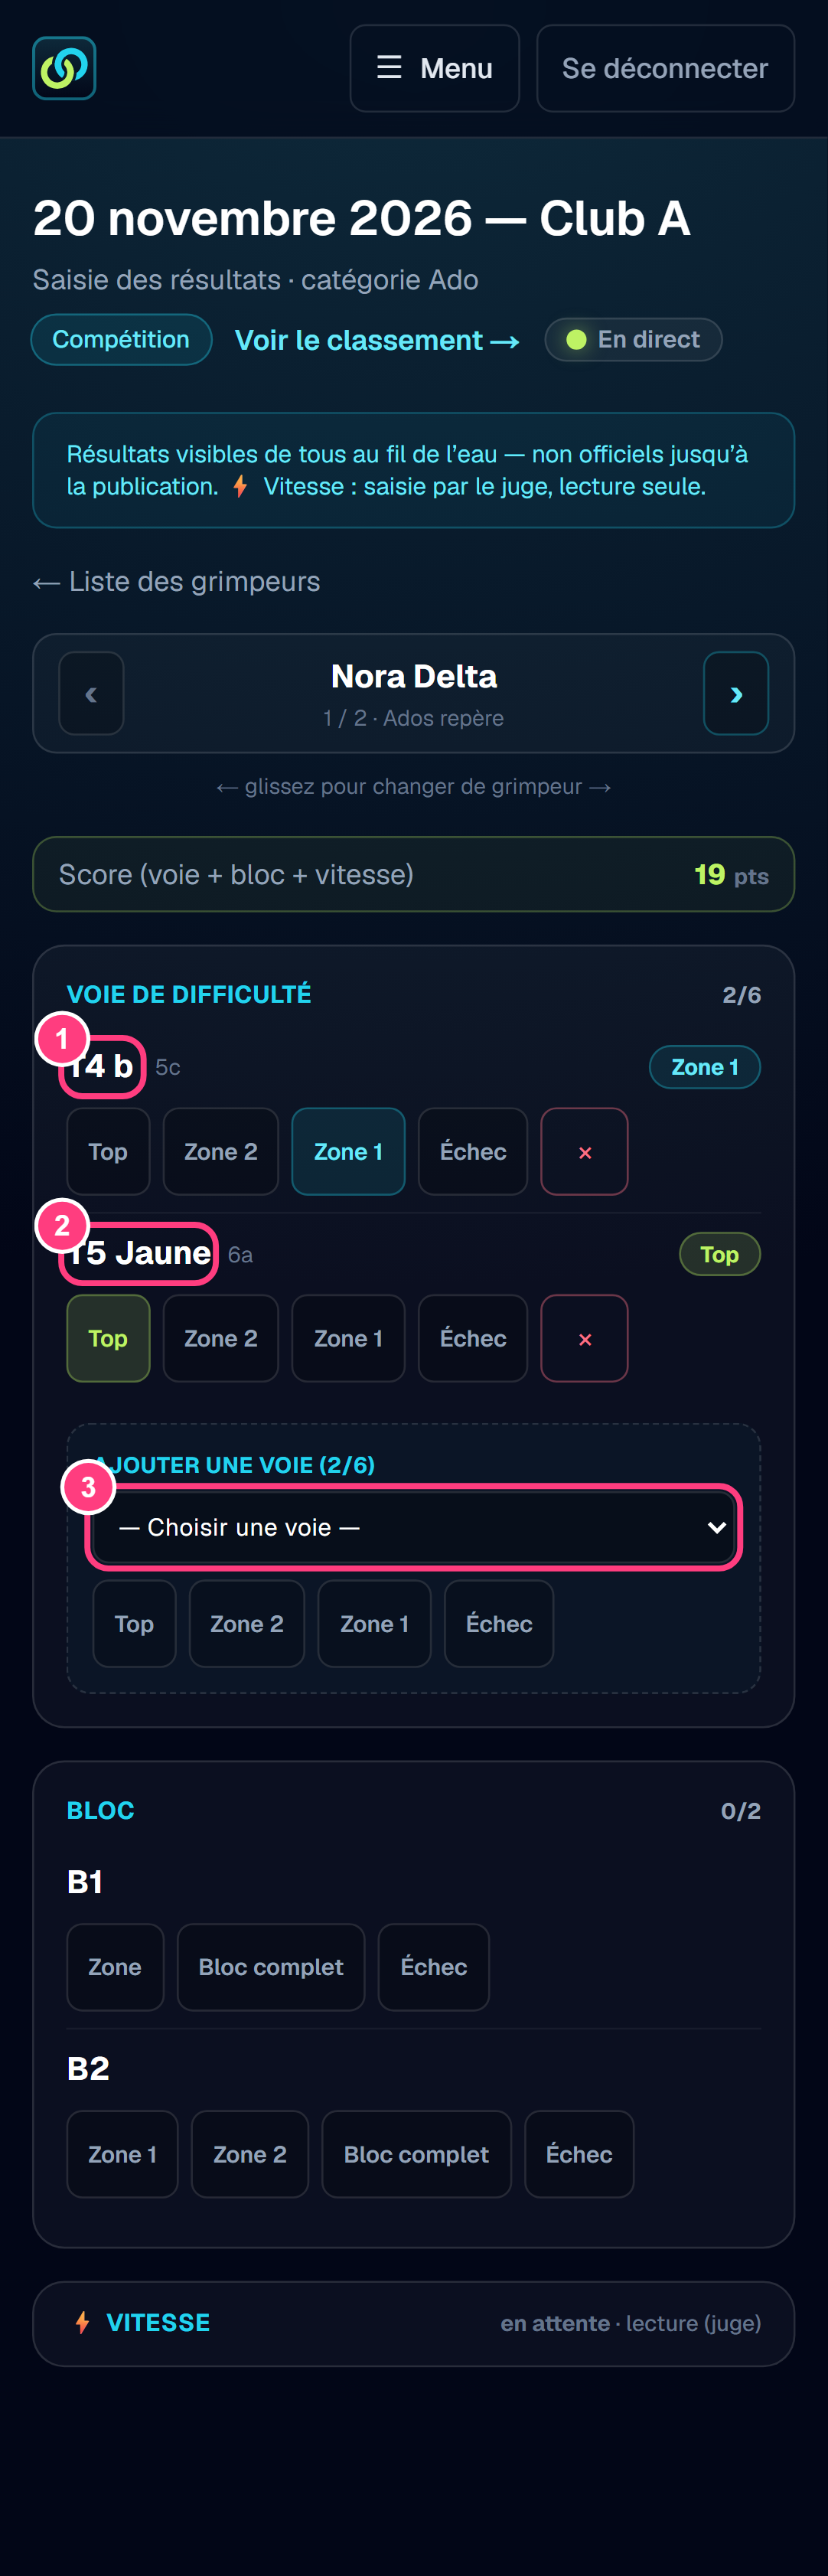 ☰ Menu
Se déconnecter
20 novembre 2026 — Club A
Saisie des résultats · catégorie Ado
Compétition
Voir le classement →
En direct
Résultats visibles de tous au fil de l’eau — non officiels jusqu’à
la publication. ⚡ Vitesse : saisie par le juge, lecture seule.
← Liste des grimpeurs
‹
Nora Delta
›
1 / 2 · Ados repère
← glissez pour changer de grimpeur →
Score (voie + bloc + vitesse)
19 pts
VOIE DE DIFFICULTÉ
2/6
1
T4 b 5c
Zone 1
Top
Zone 2
Zone 1
Échec
×
2
T5 Jaune 6a
Top
Top
Zone 2
Zone 1
Échec
×
AJOUTER UNE VOIE (2/6)
3
— Choisir une voie —
Top
Zone 2
Zone 1
Échec
BLOC
0/2
B1
Zone
Bloc complet
Échec
B2
Zone 1
Zone 2
Bloc complet
Échec
⚡ VITESSE
en attente · lecture (juge)